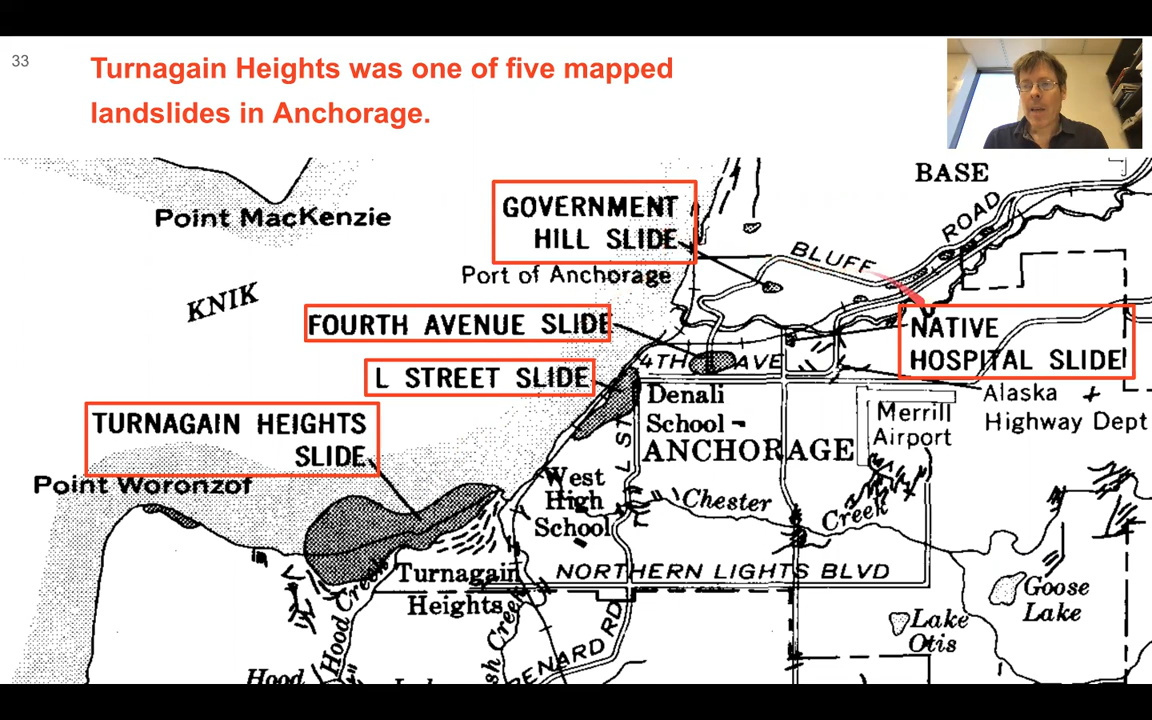 33
Turnagain Heights was one of five mapped
landslides in Anchorage.
BASE
Point MacKenzie
GOVERNMENT
HILL SLIDE
ROAD
BLUFF
Port of Anchorage
KNIK
FOURTH AVENUE SLIDE
NATIVE
HOSPITAL SLIDE
4TH AVE
L STREET SLIDE
Denali
School
Alaska
Highway Dept
Merrill
Airport
TURNAGAIN HEIGHTS
SLIDE
L ST
ANCHORAGE
Point Woronzof
West
High
School
Chester
Creek
Turnagain
Heights
NORTHERN LIGHTS BLVD
Hood Creek
Goose
Lake
Lake
Otis
Hood